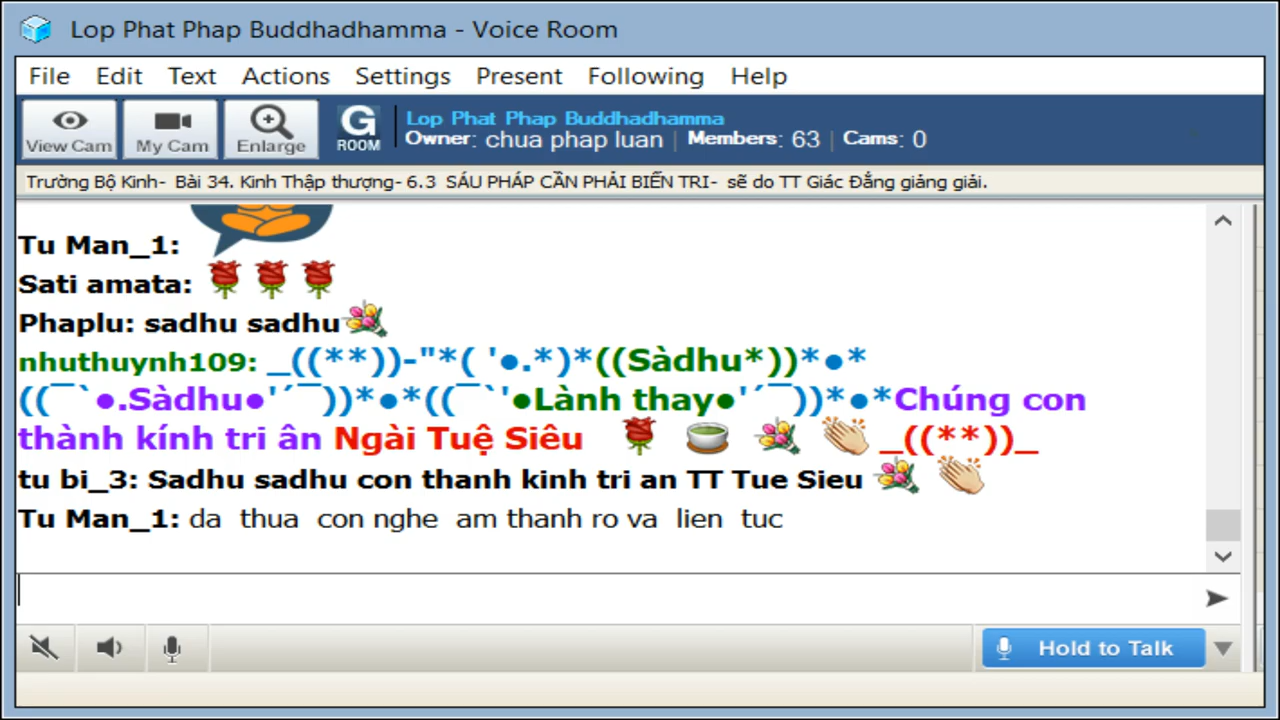 Lop Phat Phap Buddhadhamma - Voice Room
File Edit Text Actions Settings Present Following Help
View Cam My Cam Enlarge G ROOM
Lop Phat Phap Buddhadhamma
Owner: chua phap luan | Members: 63 | Cams: 0
Trường Bộ Kinh- Bài 34. Kinh Thập thượng- 6.3 SÁU PHÁP CẦN PHẢI BIẾN TRI- sẽ do TT Giác Đẳng giảng giải.
Tu Man_1:
Sati amata:
Phaplu: sadhu sadhu
nhuthuynh109: _((**))-"*( '●.*)*((Sàdhu*))*●*
((¯`●.Sàdhu●'´¯))*●*((¯`'●Lành thay●'´¯))*●*Chúng con
thành kính tri ân Ngài Tuệ Siêu _((**))_
tu bi_3: Sadhu sadhu con thanh kinh tri an TT Tue Sieu
Tu Man_1: da thua con nghe am thanh ro va lien tuc
Hold to Talk